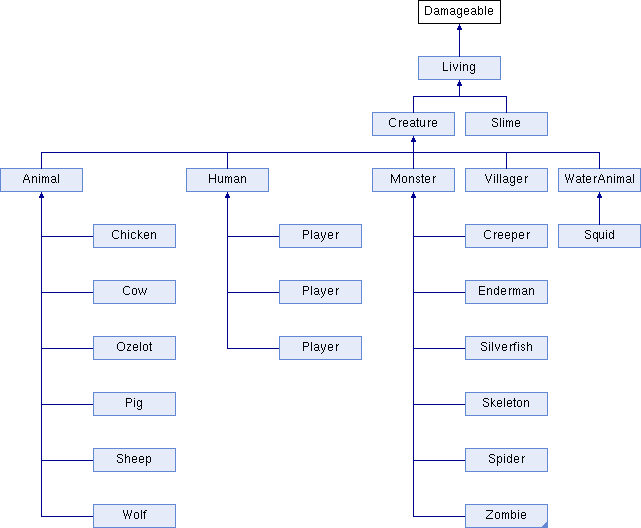 Damageable
Living
Creature Slime
Animal Human Monster Villager WaterAnimal
Chicken Player Creeper Squid
Cow Player Enderman
Ozelot Player Silverfish
Pig Skeleton
Sheep Spider
Wolf Zombie